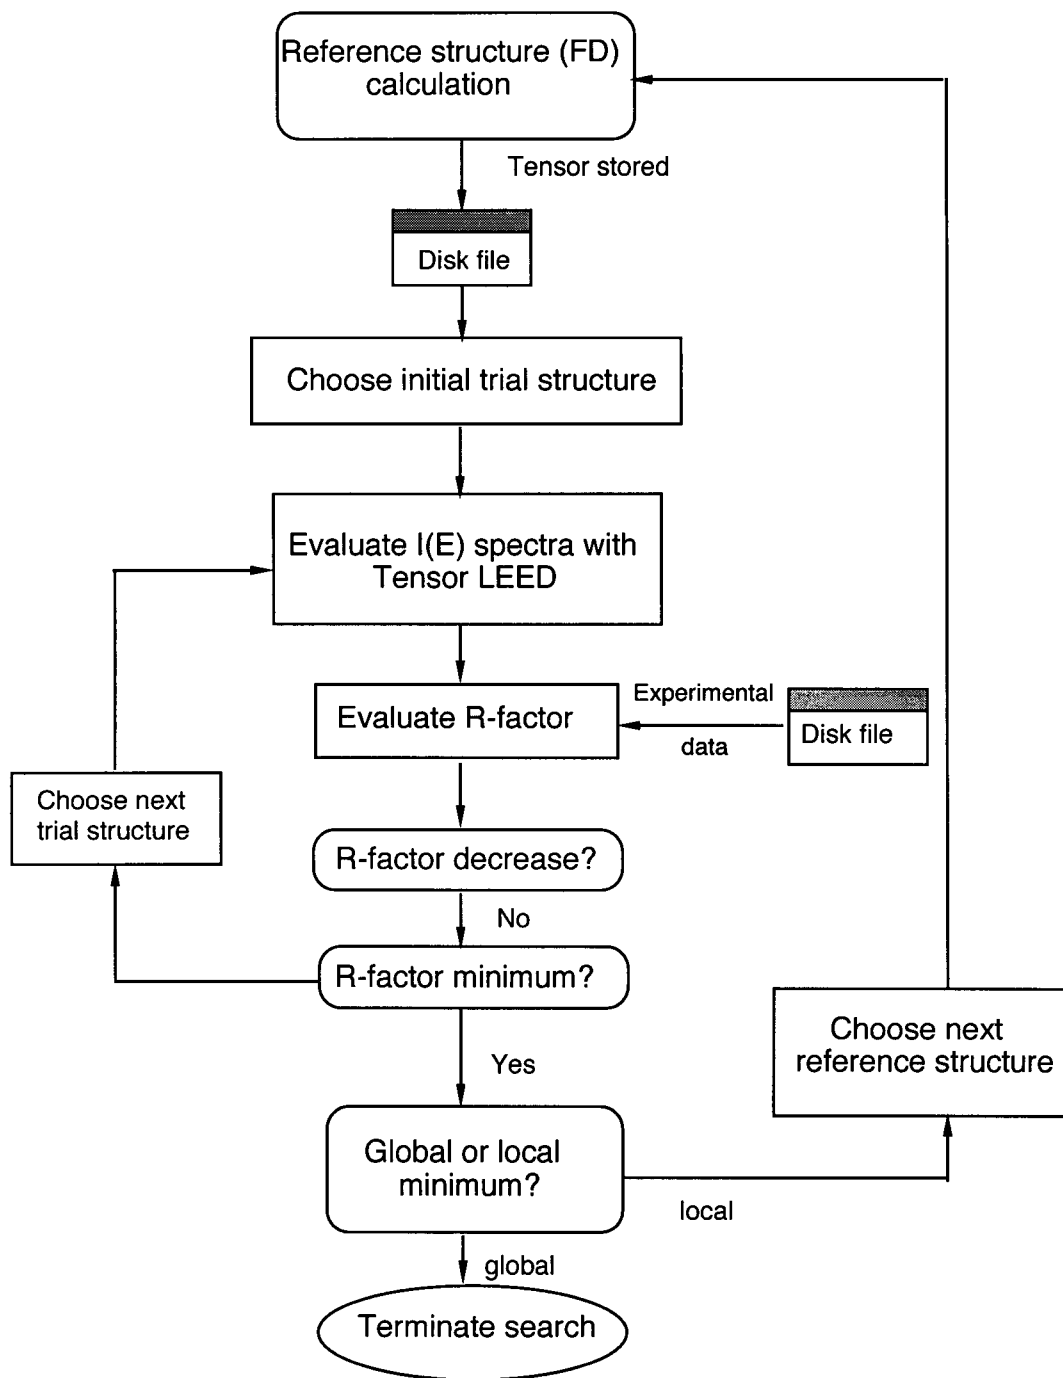 Reference structure (FD)
calculation
Tensor stored
Disk file
Choose initial trial structure
Evaluate I(E) spectra with
Tensor LEED
Evaluate R-factor
Experimental
data
Disk file
Choose next
trial structure
R-factor decrease?
No
R-factor minimum?
Yes
Choose next
reference structure
Global or local
minimum?
local
global
Terminate search